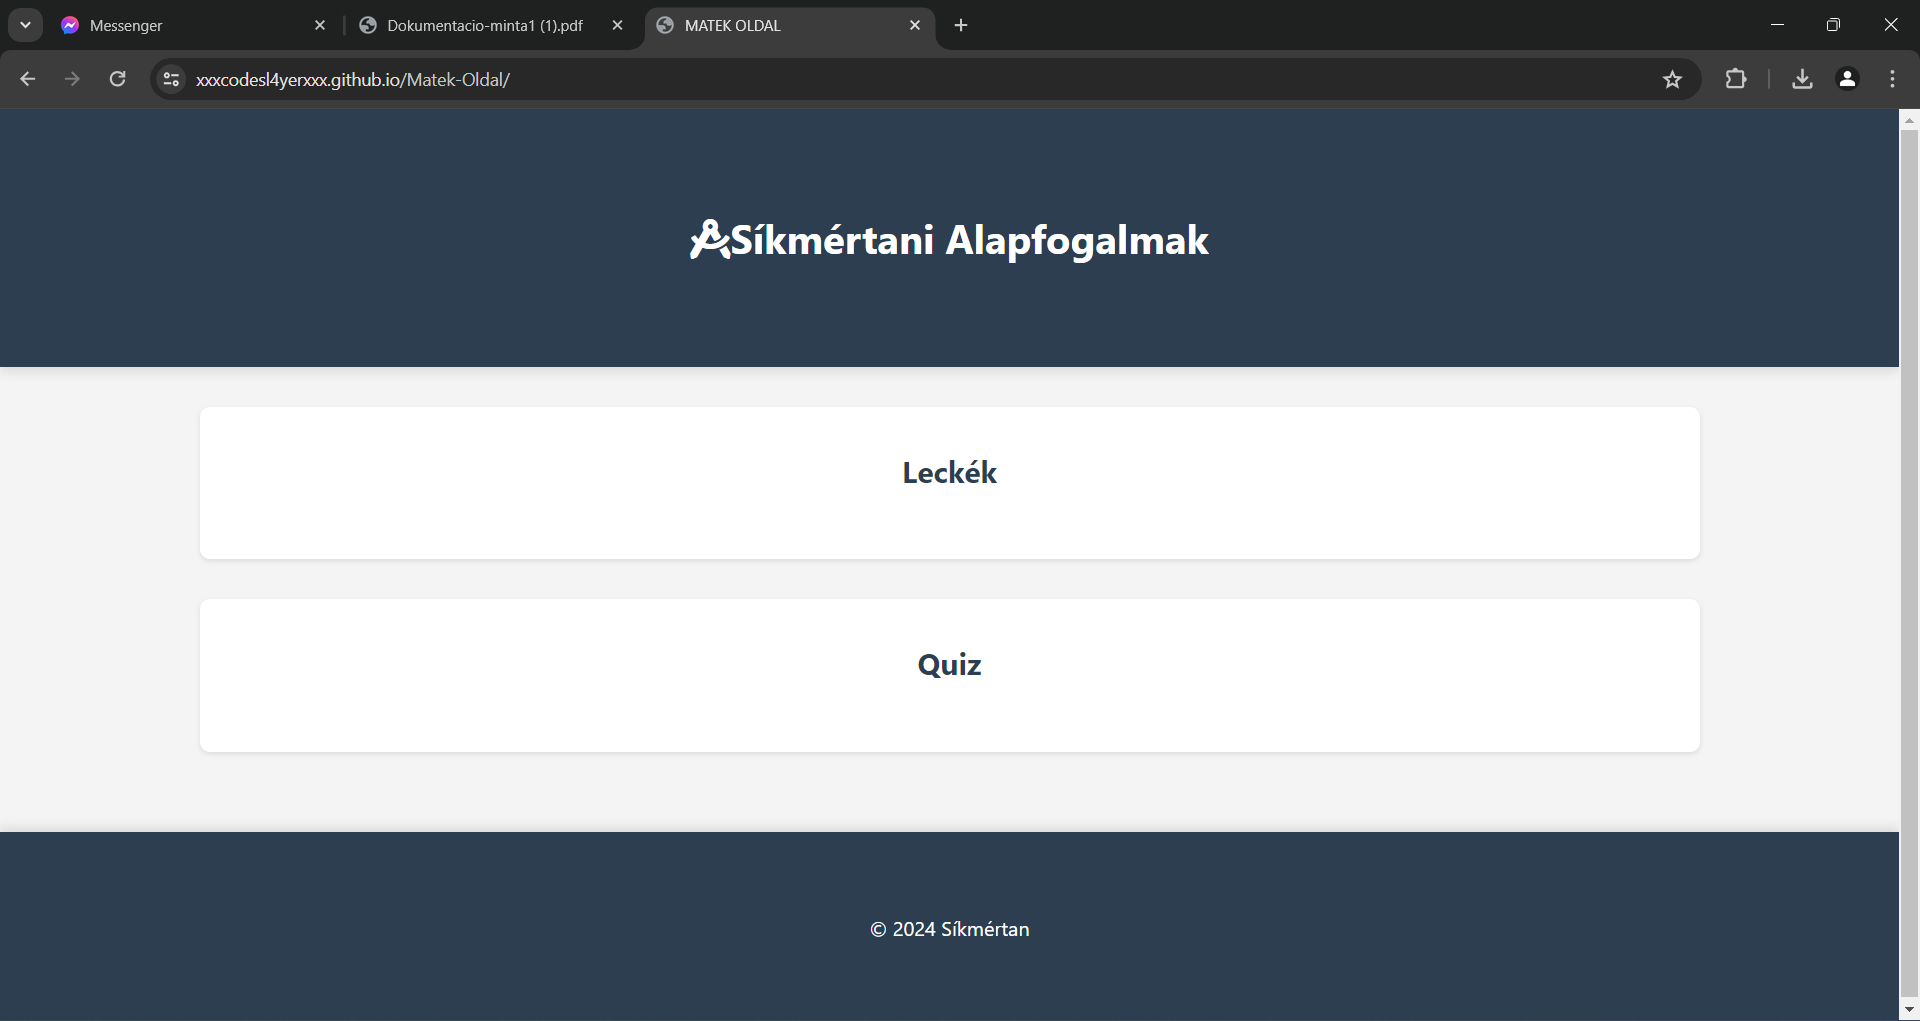 Messenger
Dokumentacio-minta1 (1).pdf
MATEK OLDAL
xxxcodesl4yerxxx.github.io/Matek-Oldal/
Síkmértani Alapfogalmak
Leckék
Quiz
© 2024 Síkmértan